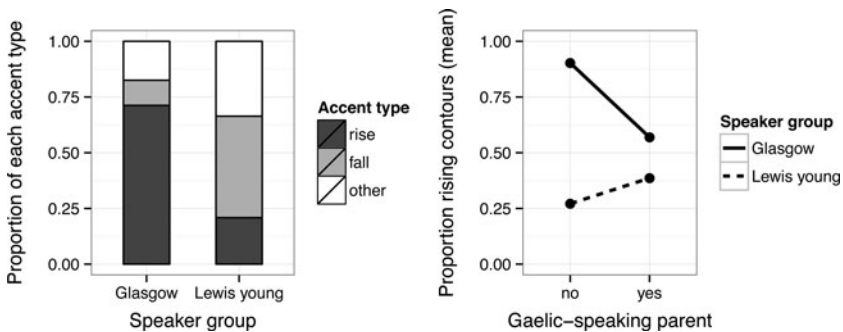 Proportion of each accent type
1.00
0.75
0.50
0.25
0.00
Glasgow
Lewis young
Speaker group
Accent type
rise
fall
other
Proportion rising contours (mean)
1.00
0.75
0.50
0.25
0.00
no
yes
Gaelic–speaking parent
Speaker group
Glasgow
Lewis young